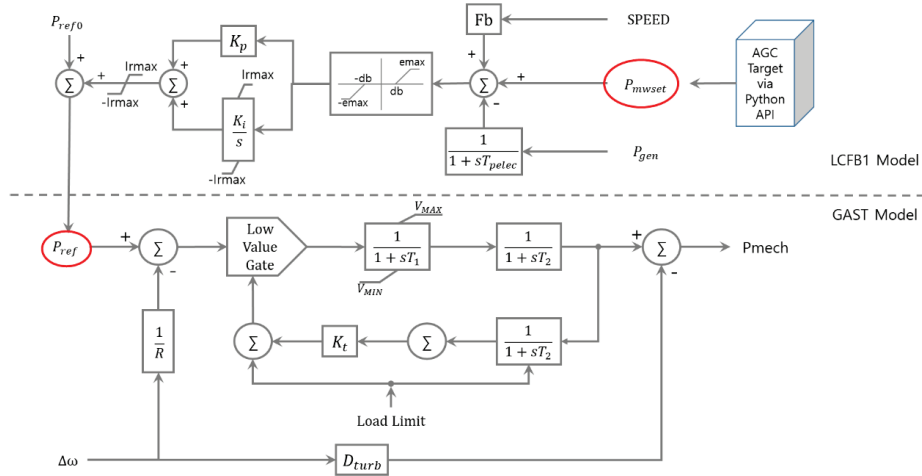 P_ref0
+
+
Σ
Irmax
-Irmax
+
Σ
+
K_p
Irmax
K_i
s
-Irmax
-db
emax
-emax
db
Fb
SPEED
+
Σ
+
-
P_mwset
AGC
Target
via
Python
API
1
1 + sT_pelec
P_gen
LCFB1 Model
GAST Model
P_ref
+
Σ
-
Low
Value
Gate
V_MAX
1
1 + sT_1
V_MIN
1
1 + sT_2
+
Σ
-
Pmech
1
R
Σ
K_t
Σ
1
1 + sT_2
Load Limit
Δω
D_turb